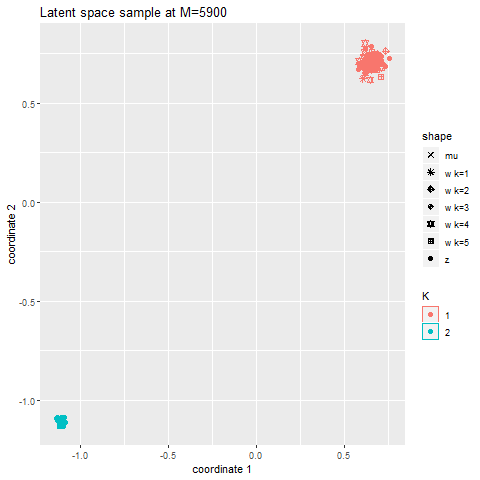 Latent space sample at M=5900
coordinate 2
0.5
0.0
-0.5
-1.0
-1.0
-0.5
0.0
0.5
coordinate 1
shape
mu
w k=1
w k=2
w k=3
w k=4
w k=5
z
K
1
2